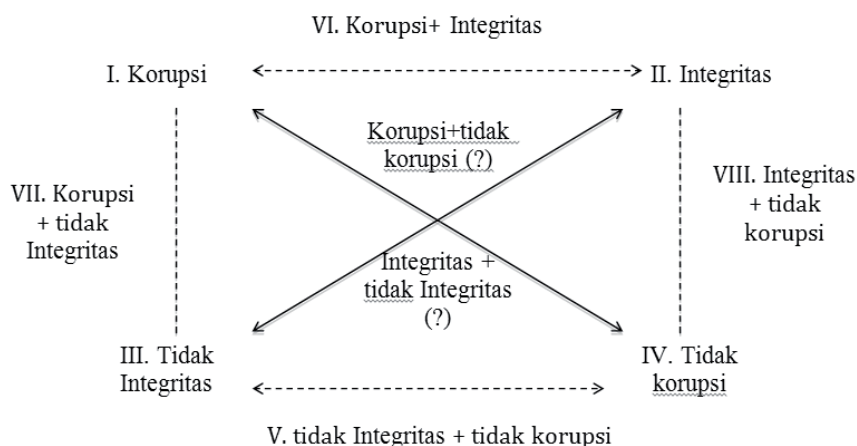 VI. Korupsi+ Integritas
I. Korupsi
II. Integritas
Korupsi+tidak
korupsi (?)
VII. Korupsi
+ tidak
Integritas
VIII. Integritas
+ tidak
korupsi
Integritas +
tidak Integritas
(?)
III. Tidak
Integritas
IV. Tidak
korupsi
V. tidak Integritas + tidak korupsi